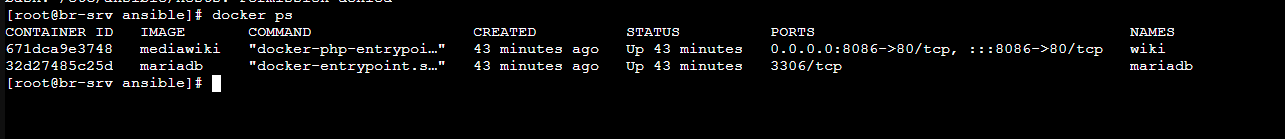 [root@br-srv ansible]# docker ps
CONTAINER ID   IMAGE       COMMAND                  CREATED          STATUS          PORTS                                   NAMES
671dca9e3748   mediawiki   "docker-php-entrypoi…"   43 minutes ago   Up 43 minutes   0.0.0.0:8086->80/tcp, :::8086->80/tcp   wiki
32d27485c25d   mariadb     "docker-entrypoint.s…"   43 minutes ago   Up 43 minutes   3306/tcp                                mariadb
[root@br-srv ansible]#